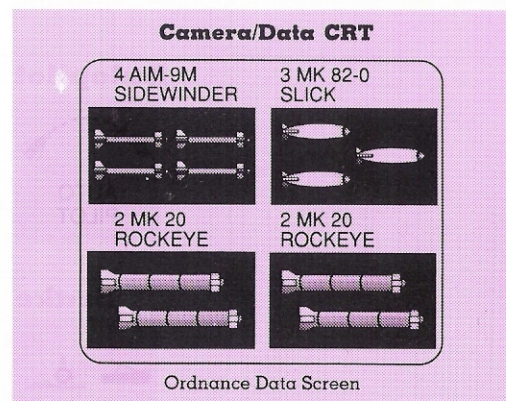 Camera/Data CRT
4 AIM-9M
SIDEWINDER
3 MK 82-0
SLICK
2 MK 20
ROCKEYE
2 MK 20
ROCKEYE
Ordnance Data Screen